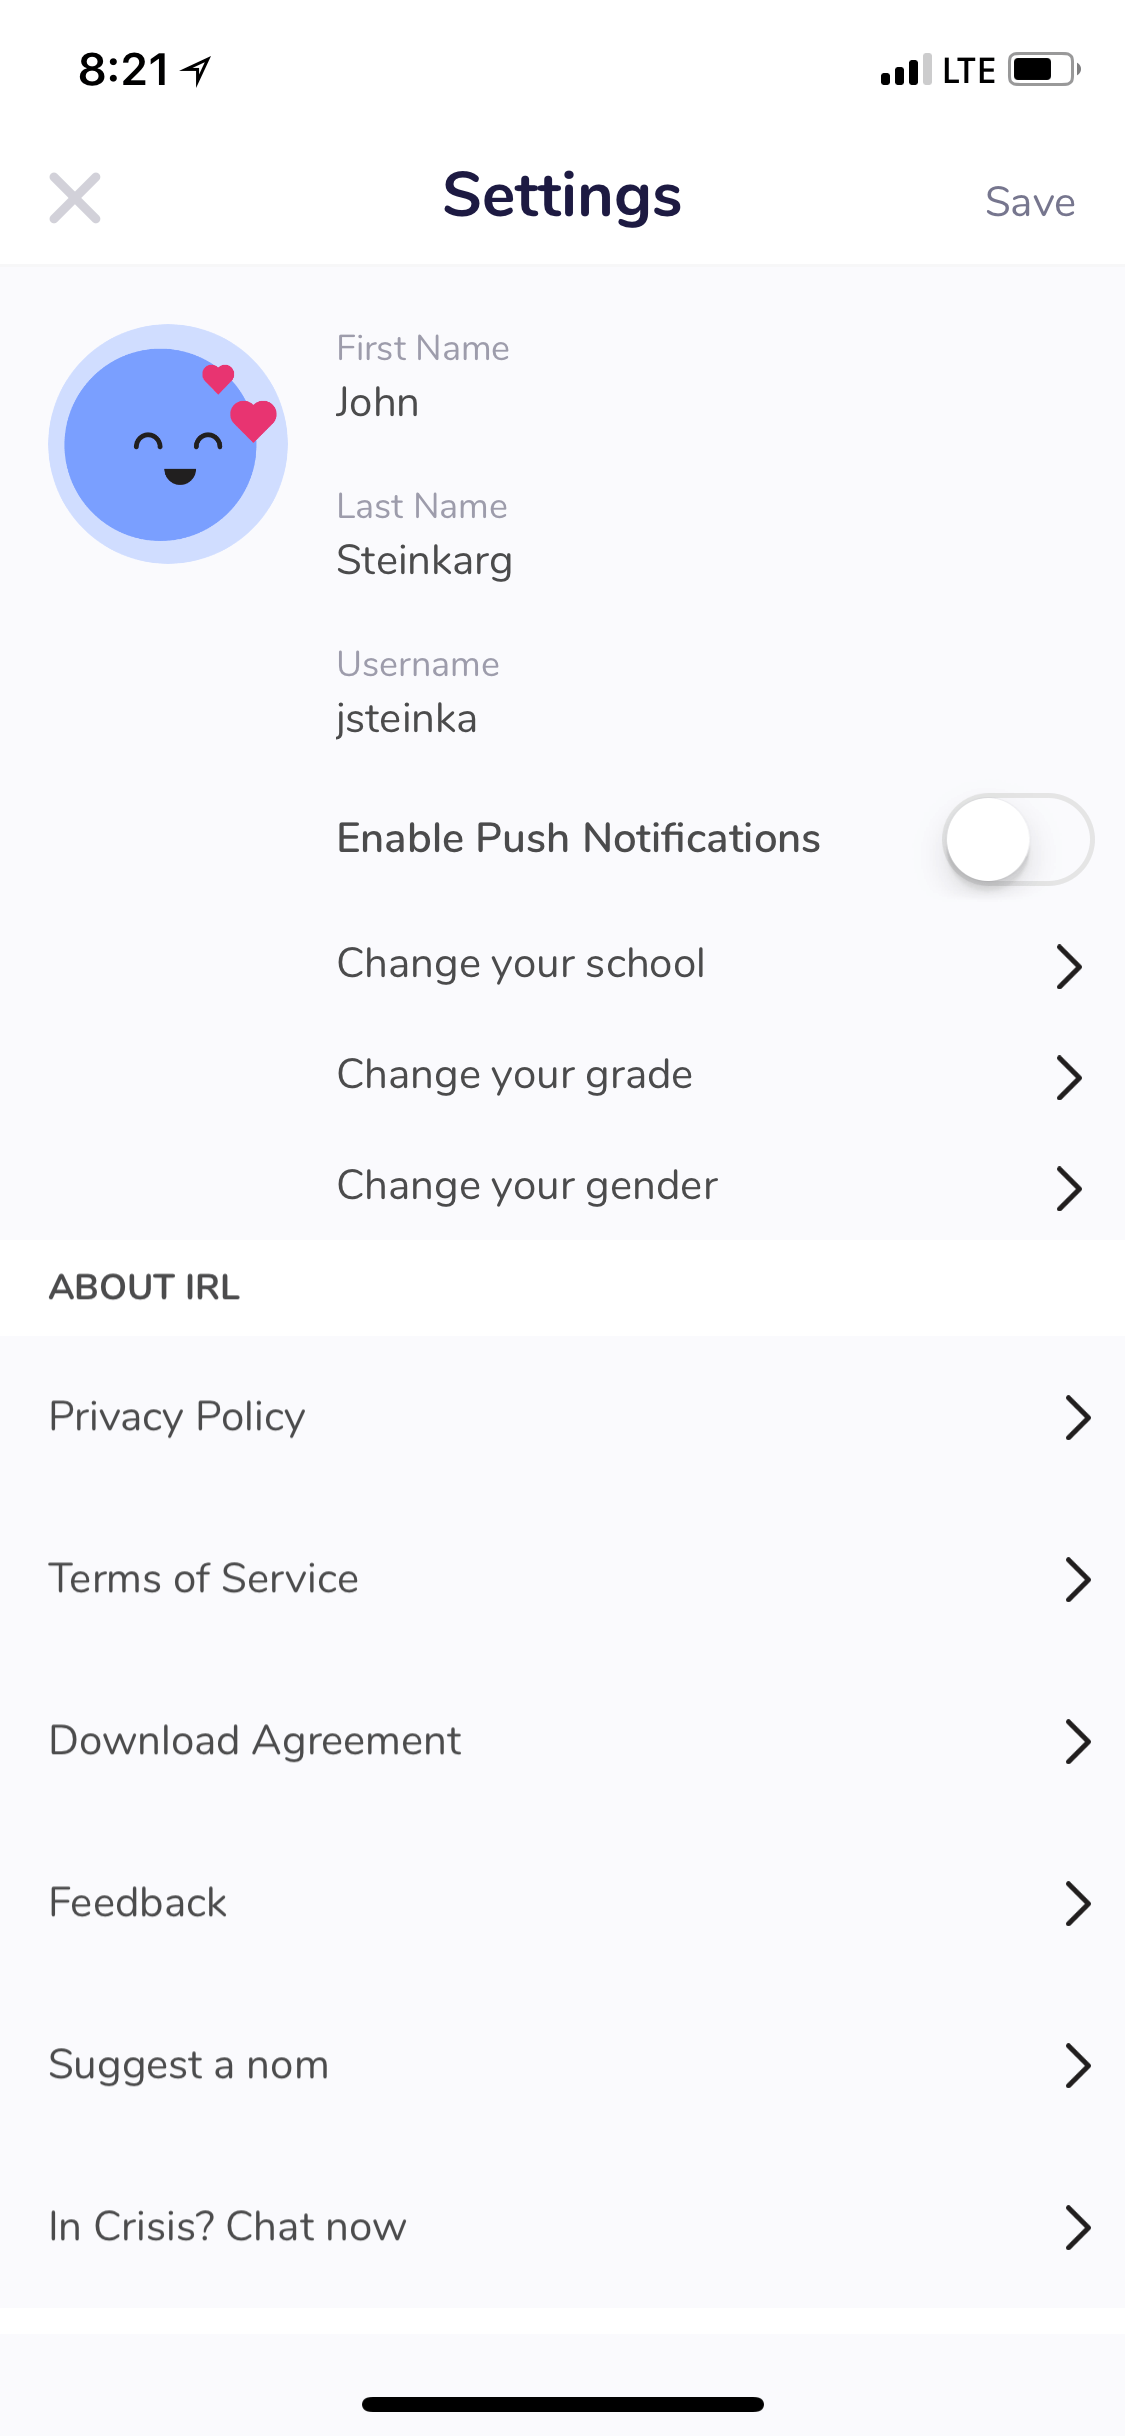 8:21 LTE
Settings
Save
First Name
John
Last Name
Steinkarg
Username
jsteinka
Enable Push Notifications
Change your school
Change your grade
Change your gender
ABOUT IRL
Privacy Policy
Terms of Service
Download Agreement
Feedback
Suggest a nom
In Crisis? Chat now